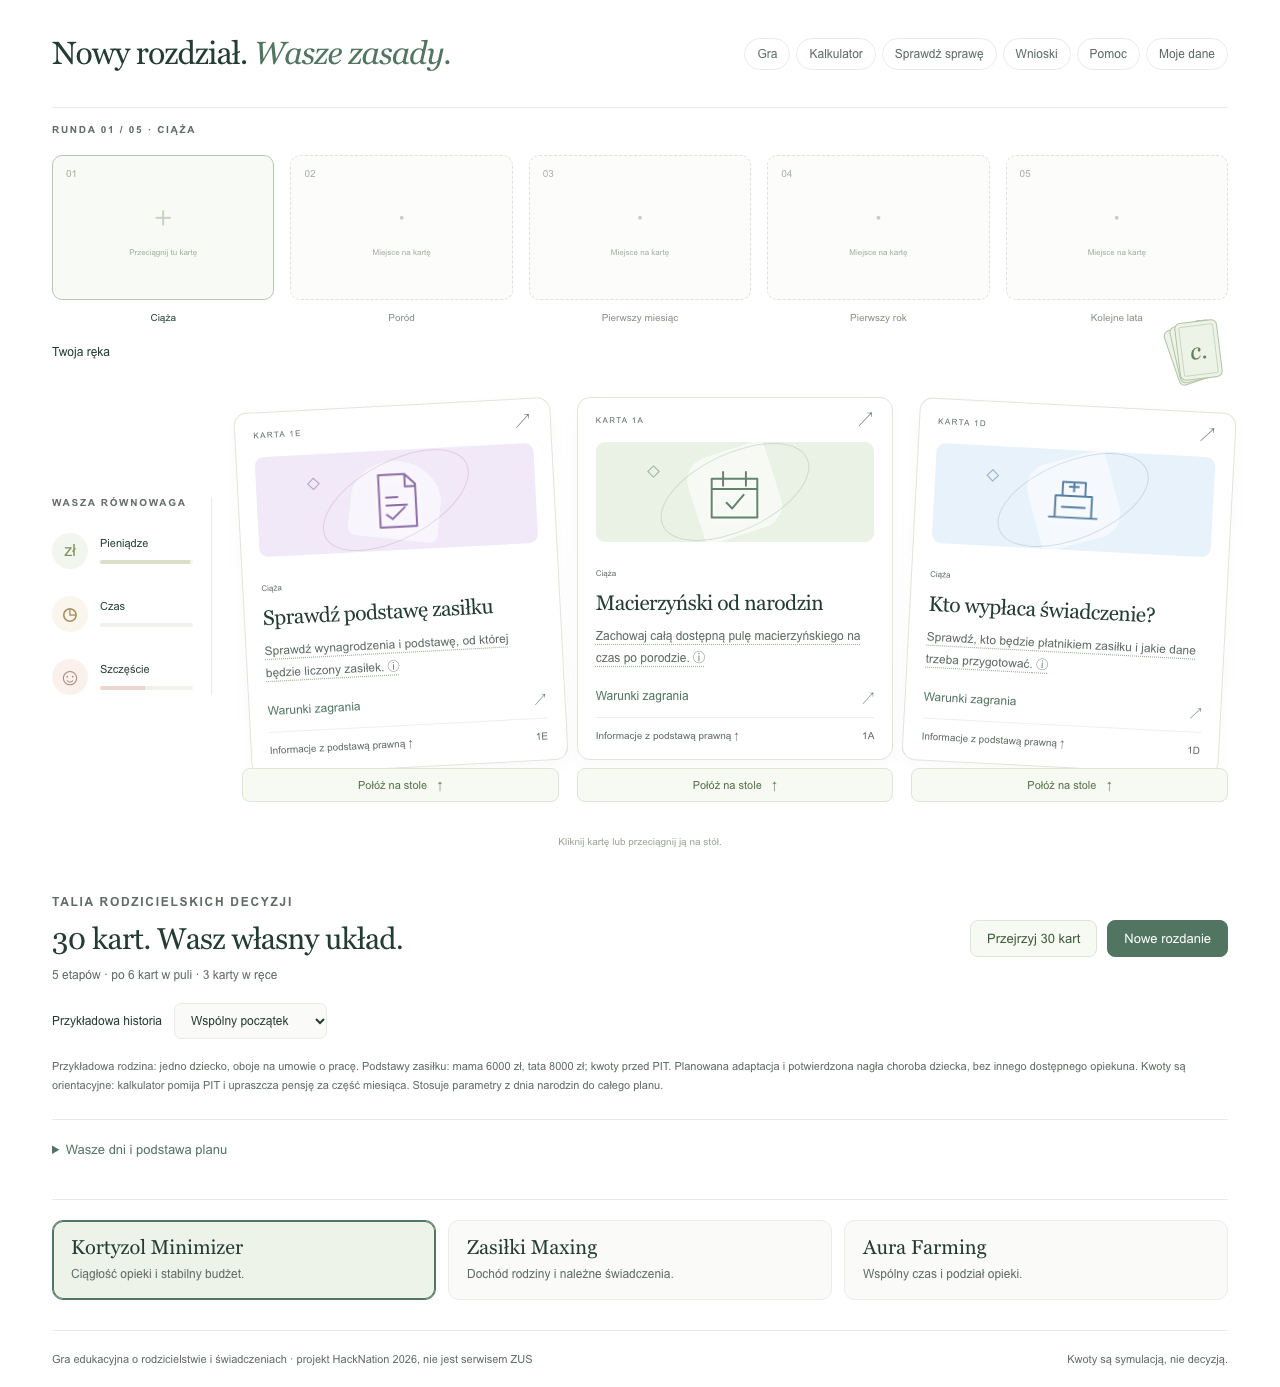 Nowy rozdział. Wasze zasady.
Gra
Kalkulator
Sprawdź sprawę
Wnioski
Pomoc
Moje dane
RUNDA 01 / 05 · CIĄŻA
01
Przeciągnij tu kartę
Ciąża
02
Miejsce na kartę
Poród
03
Miejsce na kartę
Pierwszy miesiąc
04
Miejsce na kartę
Pierwszy rok
05
Miejsce na kartę
Kolejne lata
Twoja ręka
c.
WASZA RÓWNOWAGA
zł
Pieniądze
Czas
Szczęście
KARTA 1E
Ciąża
Sprawdź podstawę zasiłku
Sprawdź wynagrodzenia i podstawę, od której
będzie liczony zasiłek. ⓘ
Warunki zagrania
Informacje z podstawą prawną ↑
1E
Połóż na stole ↑
KARTA 1A
Ciąża
Macierzyński od narodzin
Zachowaj całą dostępną pulę macierzyńskiego na
czas po porodzie. ⓘ
Warunki zagrania
Informacje z podstawą prawną ↑
1A
Połóż na stole ↑
KARTA 1D
Ciąża
Kto wypłaca świadczenie?
Sprawdź, kto będzie płatnikiem zasiłku i jakie dane
trzeba przygotować. ⓘ
Warunki zagrania
Informacje z podstawą prawną ↑
1D
Połóż na stole ↑
Kliknij kartę lub przeciągnij ją na stół.
TALIA RODZICIELSKICH DECYZJI
30 kart. Wasz własny układ.
5 etapów · po 6 kart w puli · 3 karty w ręce
Przejrzyj 30 kart
Nowe rozdanie
Przykładowa historia
Wspólny początek
Przykładowa rodzina: jedno dziecko, oboje na umowie o pracę. Podstawy zasiłku: mama 6000 zł, tata 8000 zł; kwoty przed PIT. Planowana adaptacja i potwierdzona nagła choroba dziecka, bez innego dostępnego opiekuna. Kwoty są
orientacyjne: kalkulator pomija PIT i upraszcza pensję za część miesiąca. Stosuje parametry z dnia narodzin do całego planu.
Wasze dni i podstawa planu
Kortyzol Minimizer
Ciągłość opieki i stabilny budżet.
Zasiłki Maxing
Dochód rodziny i należne świadczenia.
Aura Farming
Wspólny czas i podział opieki.
Gra edukacyjna o rodzicielstwie i świadczeniach · projekt HackNation 2026, nie jest serwisem ZUS
Kwoty są symulacją, nie decyzją.